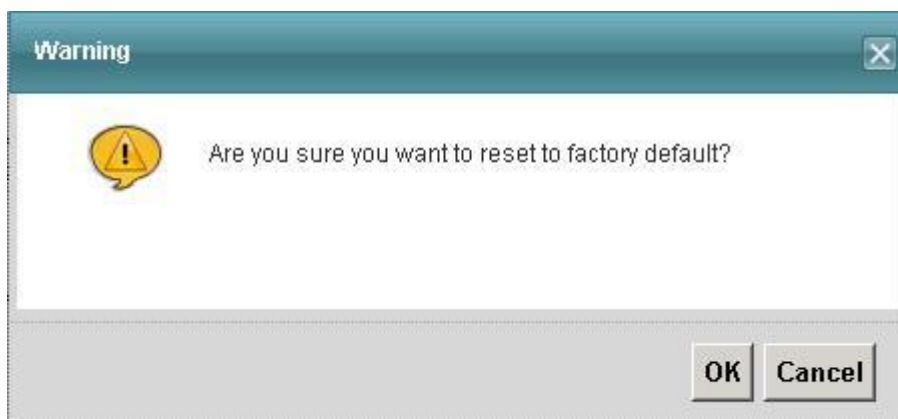 Warning
Are you sure you want to reset to factory default?
OK Cancel